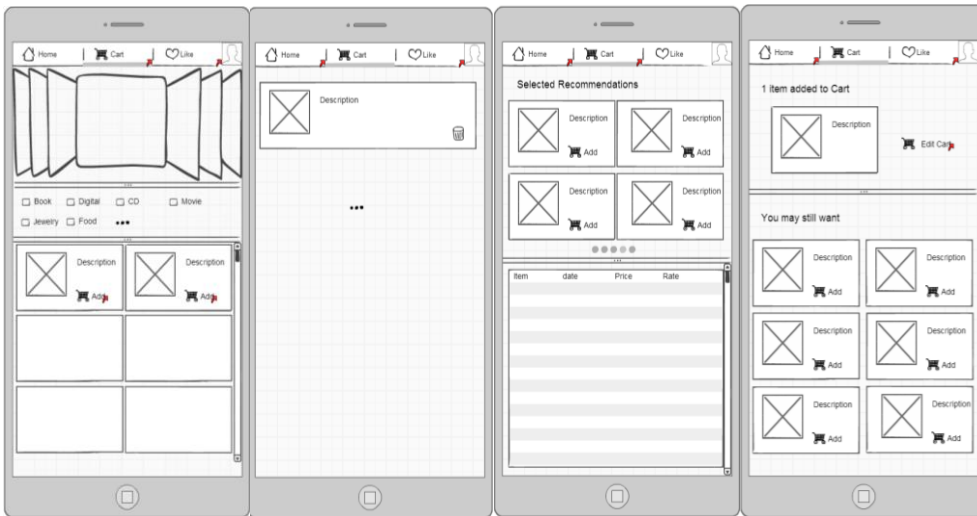 Home Cart Like
Book Digital CD Movie
Jewelry Food •••
Description Description
Add Add
Home Cart Like
Description
•••
Home Cart Like
Selected Recommendations
Description Description
Add Add
Description Description
Add Add
Item date Price Rate
Home Cart Like
1 item added to Cart
Description
Edit Cart
You may still want
Description Description
Add Add
Description Description
Add Add
Description Description
Add Add